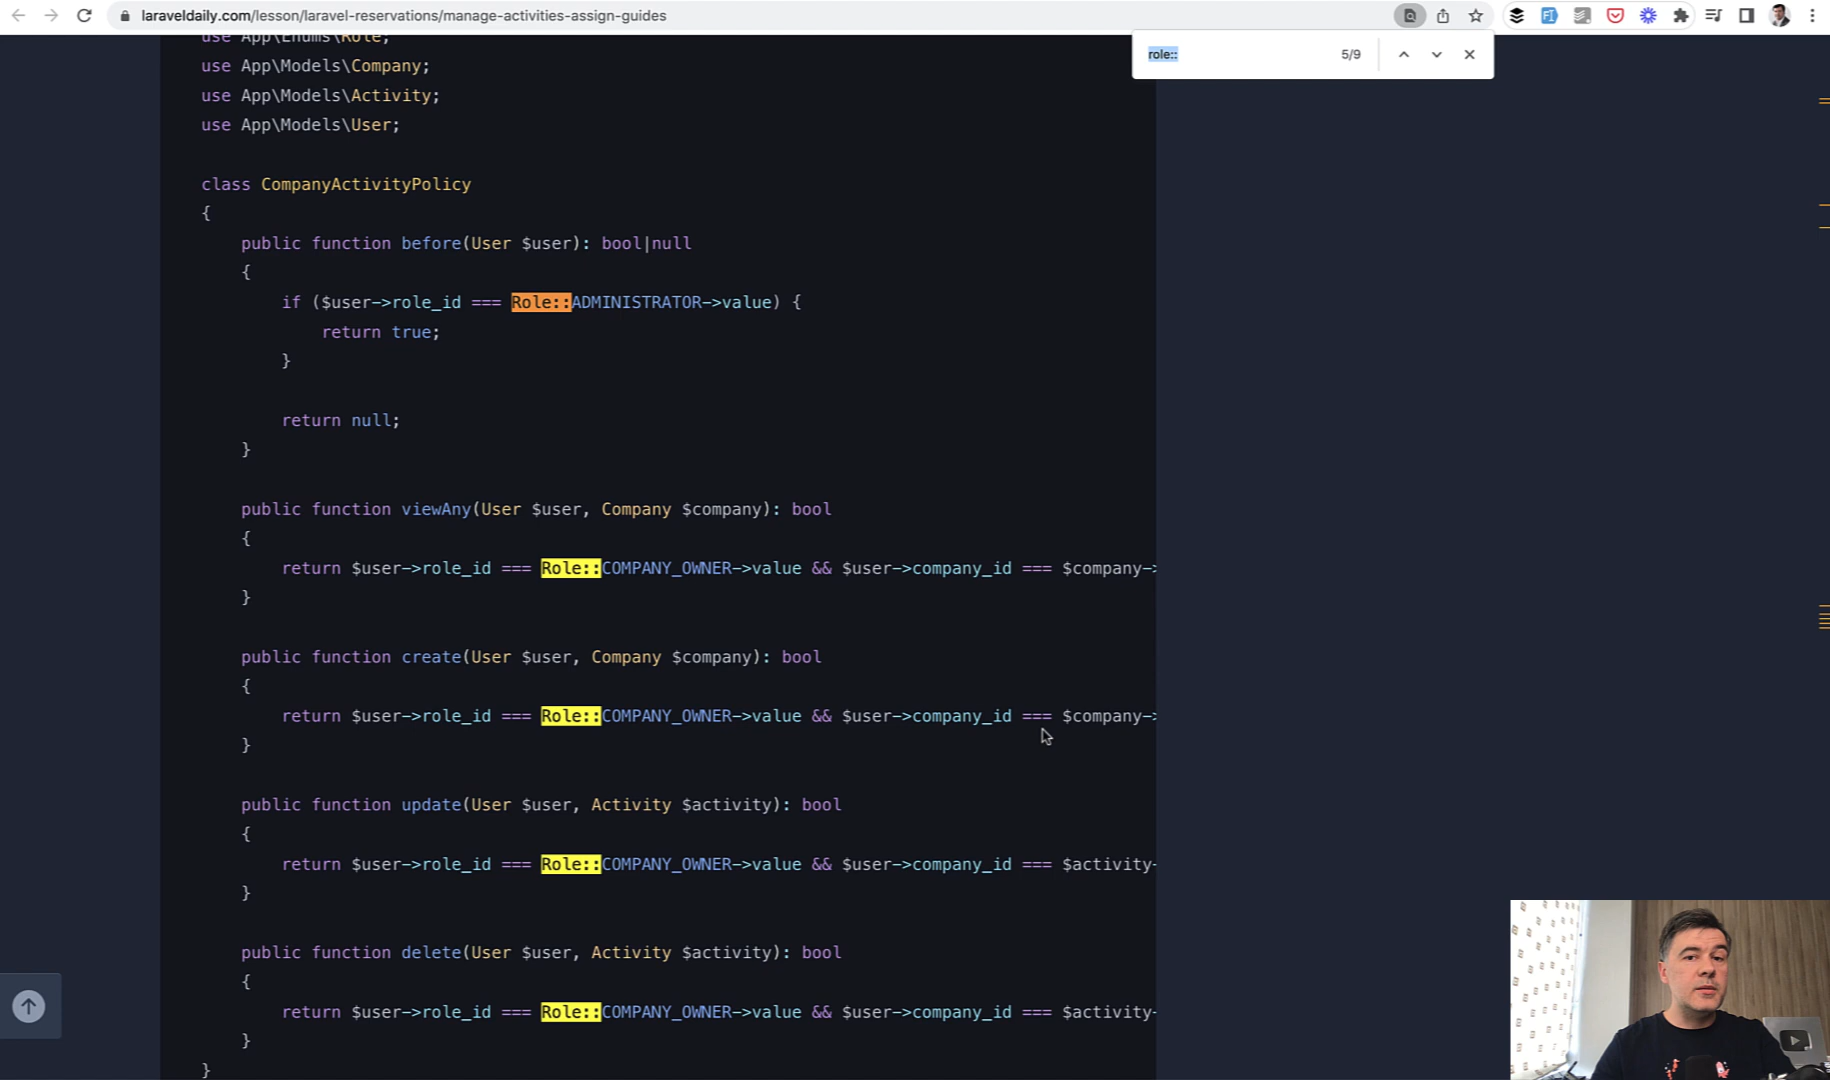 laraveldaily.com/lesson/laravel-reservations/manage-activities-assign-guides
role::
5/9
use App\Enums\Role;
use App\Models\Company;
use App\Models\Activity;
use App\Models\User;
class CompanyActivityPolicy
{
public function before(User $user): bool|null
{
if ($user->role_id === Role::ADMINISTRATOR->value) {
return true;
}
return null;
}
public function viewAny(User $user, Company $company): bool
{
return $user->role_id === Role::COMPANY_OWNER->value && $user->company_id === $company->
}
public function create(User $user, Company $company): bool
{
return $user->role_id === Role::COMPANY_OWNER->value && $user->company_id === $company->
}
public function update(User $user, Activity $activity): bool
{
return $user->role_id === Role::COMPANY_OWNER->value && $user->company_id === $activity-
}
public function delete(User $user, Activity $activity): bool
{
return $user->role_id === Role::COMPANY_OWNER->value && $user->company_id === $activity-
}
}